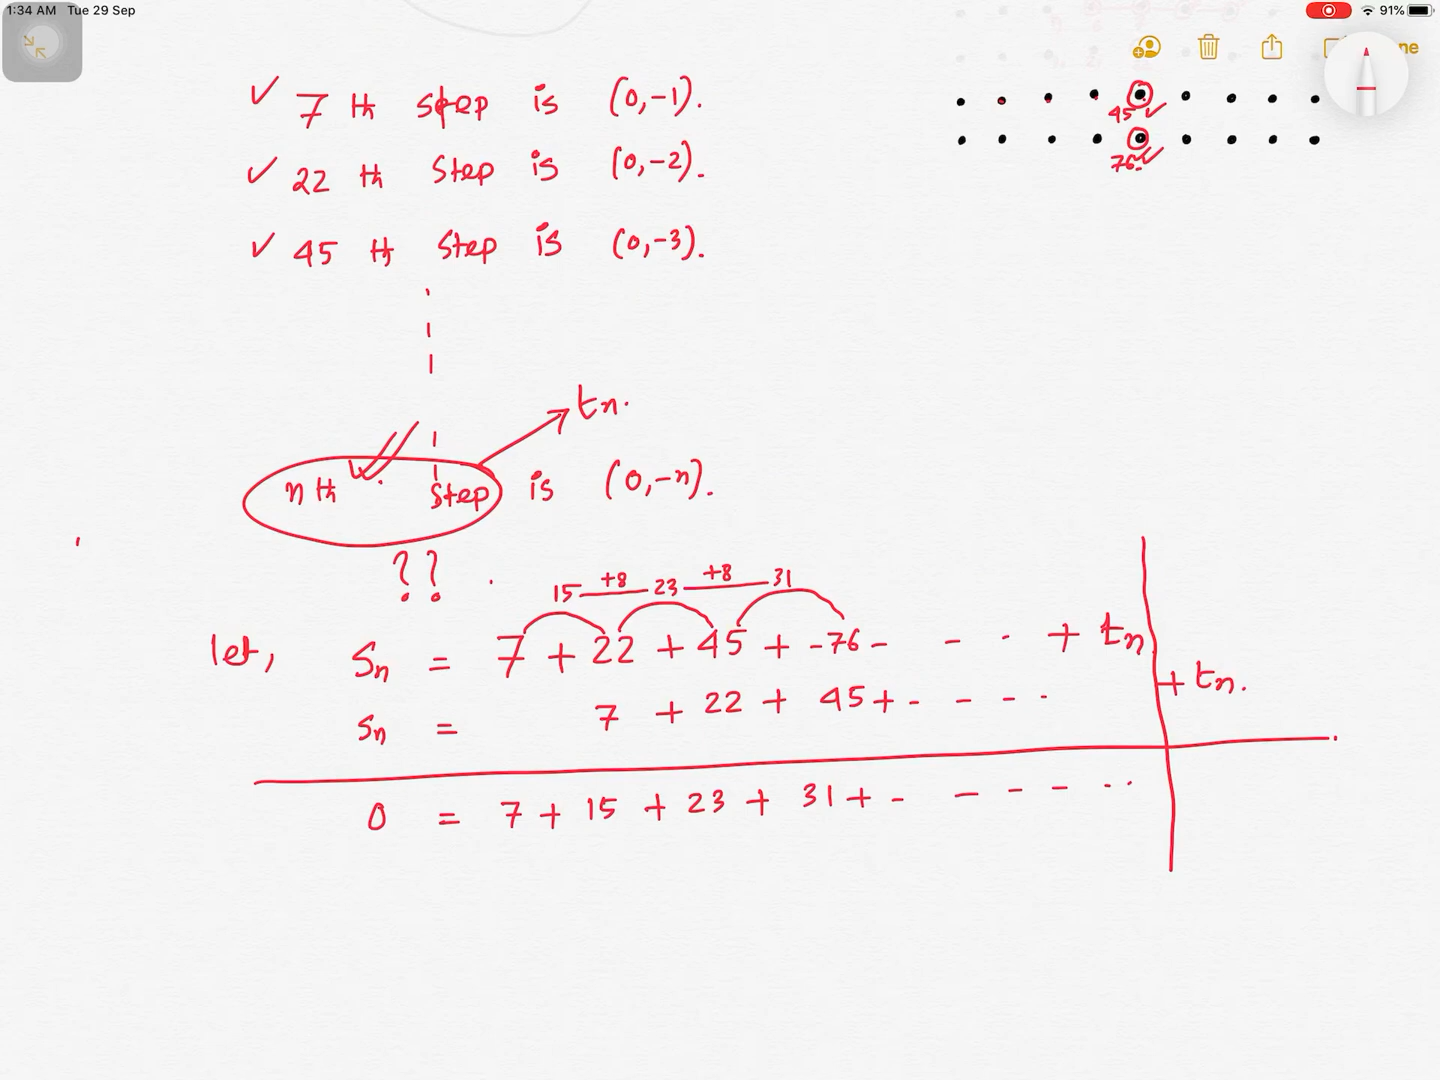 1:34 AM Tue 29 Sep
91%
ne
7 th step is (0,-1).
22 th step is (0,-2).
45 th step is (0,-3).
45
76
tn.
nth step is (0,-n).
??
15 +8 23 +8 31
let, Sn = 7 + 22 + 45 + -76- - - + tn
Sn = 7 + 22 + 45 + - - - - + tn.
0 = 7 + 15 + 23 + 31 + - - - - - -